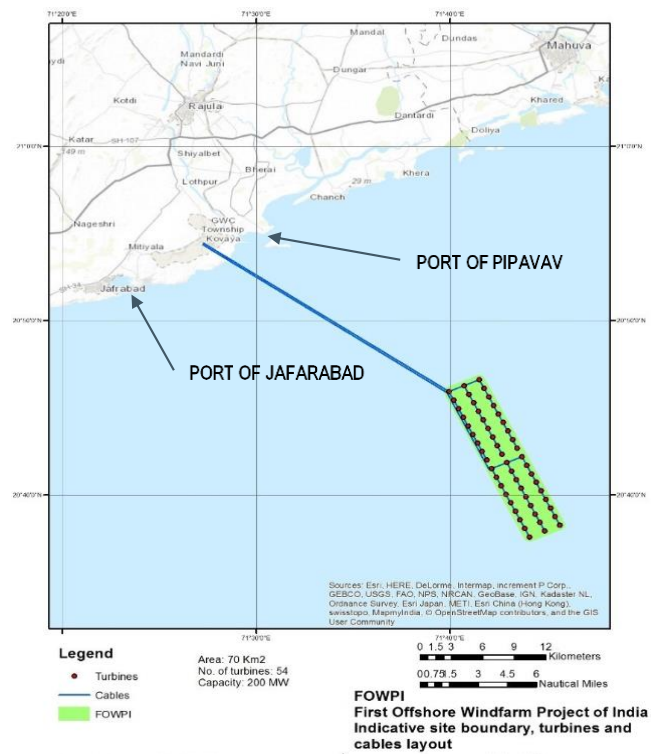 71°20'0"E 71°30'0"E 71°40'0"E
Mandal
Dundas
Mahuva
Mandardi
Navi Juni
Dungar
Kotdi
Rajula
Dantardi
Khared
Doliya
Katar
SH-107
21°0'0"N
21°0'0"N
149 m
Shiyalbet
Bherai
Khera
Lothpur
29 m
Chanch
Nageshri
GWC
Township
Kovaya
Mitiyala
PORT OF PIPAVAV
SH-34
Jafrabad
20°50'0"N
20°50'0"N
PORT OF JAFARABAD
20°40'0"N
20°40'0"N
Sources: Esri, HERE, DeLorme, Intermap, increment P Corp.,
GEBCO, USGS, FAO, NPS, NRCAN, GeoBase, IGN, Kadaster NL,
Ordnance Survey, Esri Japan, METI, Esri China (Hong Kong),
swisstopo, MapmyIndia, © OpenStreetMap contributors, and the GIS
User Community
71°30'0"E 71°40'0"E
Legend
Turbines
Cables
FOWPI
Area: 70 Km2
No. of turbines: 54
Capacity: 200 MW
0 1.5 3 6 9 12
Kilometers
0 0.75 1.5 3 4.5 6
Nautical Miles
FOWPI
First Offshore Windfarm Project of India
Indicative site boundary, turbines and
cables layout